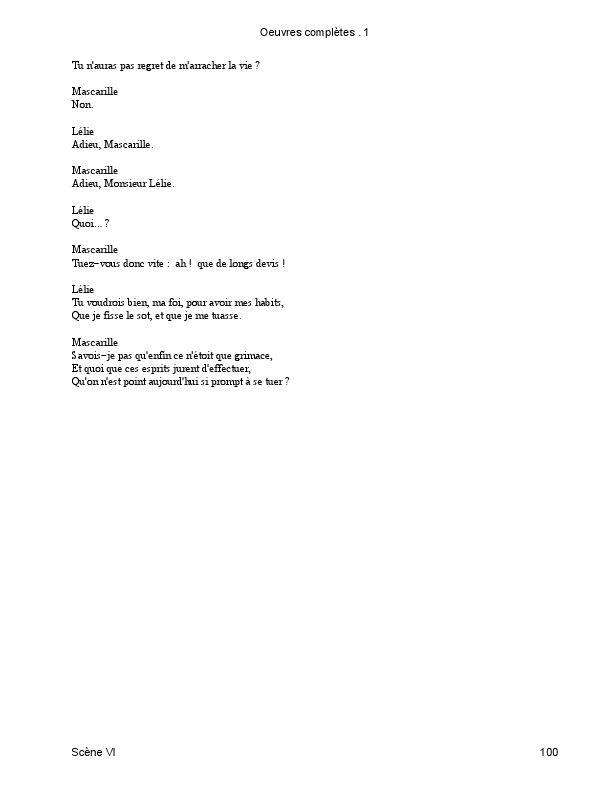 Oeuvres complètes . 1
Tu n'auras pas regret de m'arracher la vie ?
Mascarille
Non.
Lélie
Adieu, Mascarille.
Mascarille
Adieu, Monsieur Lélie.
Lélie
Quoi... ?
Mascarille
Tuez−vous donc vite :  ah !  que de longs devis !
Lélie
Tu voudrois bien, ma foi, pour avoir mes habits,
Que je fisse le sot, et que je me tuasse.
Mascarille
Savois−je pas qu'enfin ce n'étoit que grimace,
Et quoi que ces esprits jurent d'effectuer,
Qu'on n'est point aujourd'hui si prompt à se tuer ?
Scène VI 100